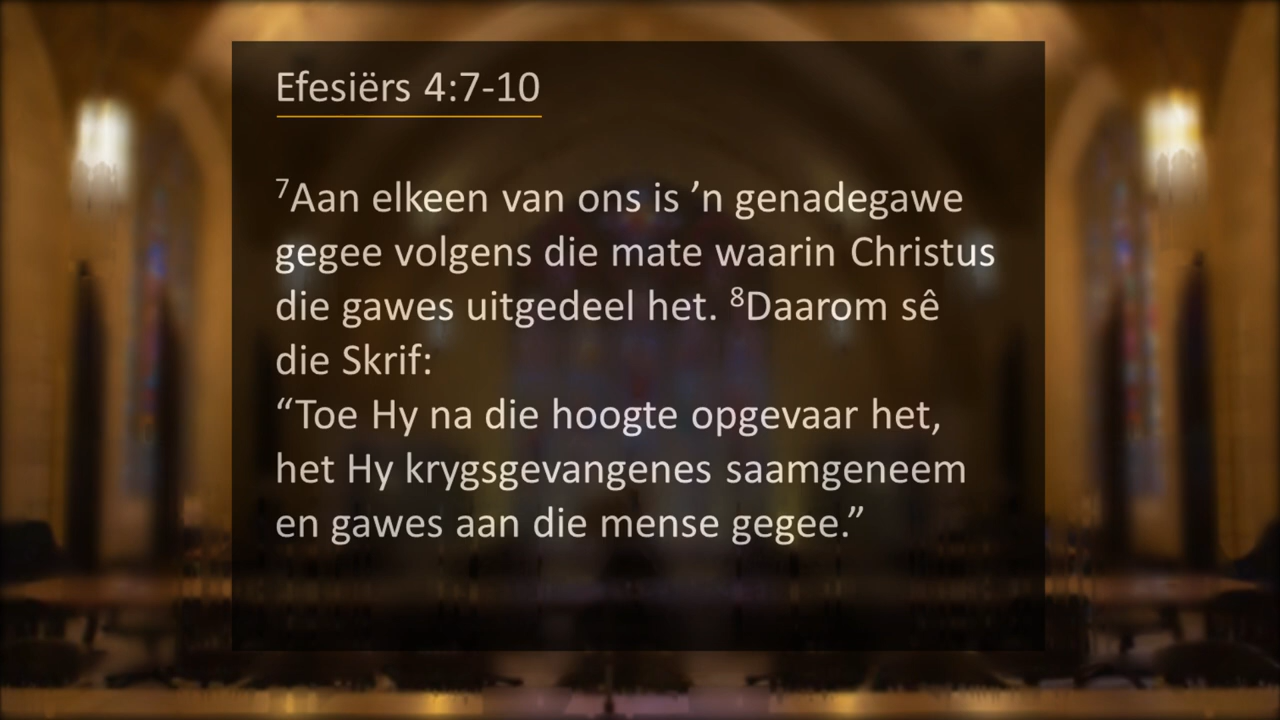 Efesiërs 4:7-10
⁷Aan elkeen van ons is ’n genadegawe
gegee volgens die mate waarin Christus
die gawes uitgedeel het. ⁸Daarom sê
die Skrif:
“Toe Hy na die hoogte opgevaar het,
het Hy krygsgevangenes saamgeneem
en gawes aan die mense gegee.”